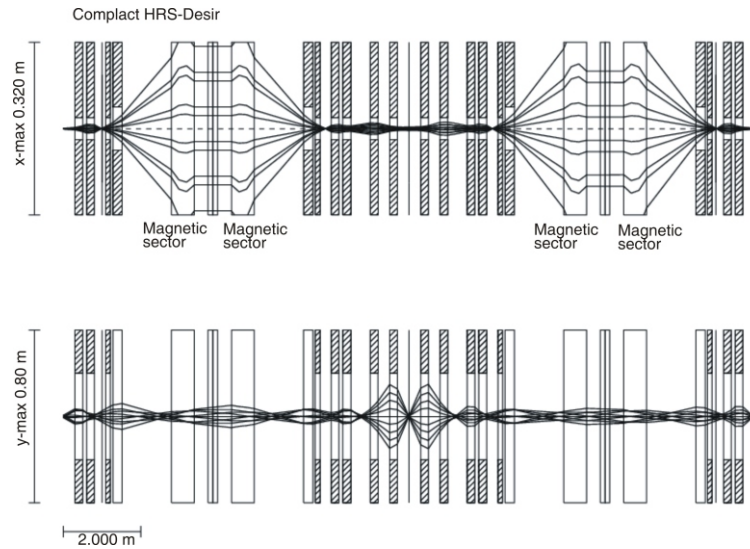 Complact HRS-Desir
x-max 0.320 m
Magnetic
sector
Magnetic
sector
Magnetic
sector
Magnetic
sector
y-max 0.80 m
2.000 m